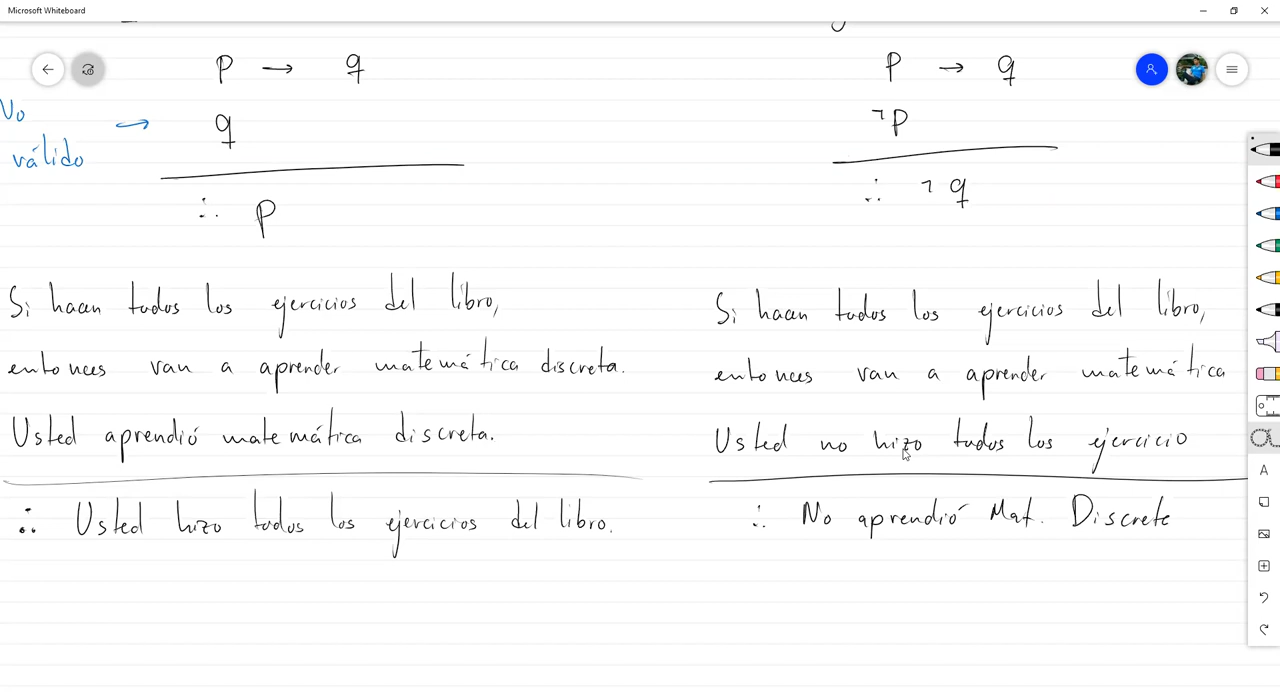 Microsoft Whiteboard
p → q
No
válido → q
∴ p
Si hacen todos los ejercicios del libro,
entonces van a aprender matemática discreta.
Usted aprendió matemática discreta.
∴ Usted hizo todos los ejercicios del libro.
p → q
¬p
∴ ¬q
Si hacen todos los ejercicios del libro,
entonces van a aprender matemática
Usted no hizo todos los ejercicio
∴ No aprendió Mat. Discrete
A